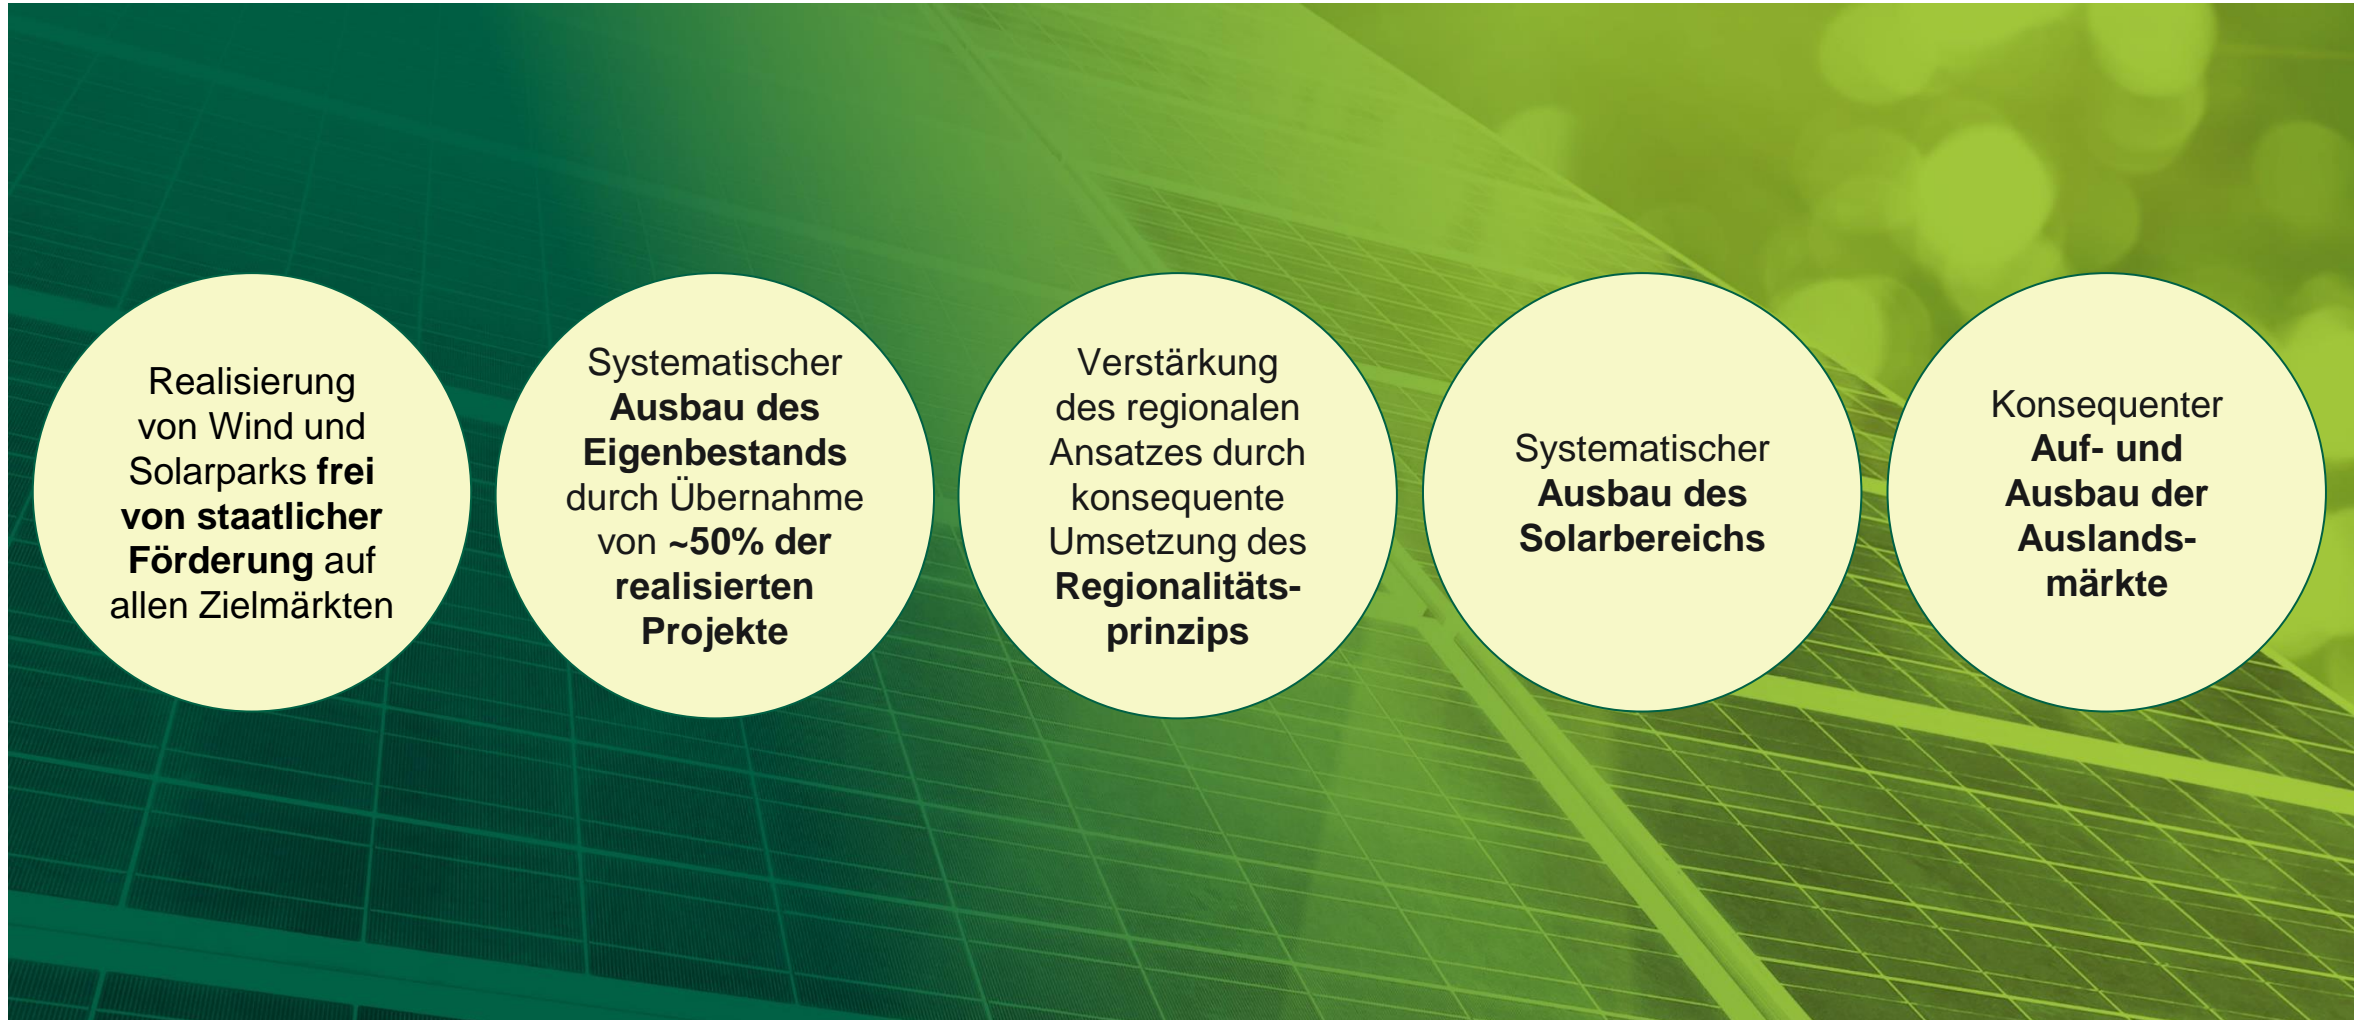 Realisierung
von Wind und
Solarparks frei
von staatlicher
Förderung auf
allen Zielmärkten
Systematischer
Ausbau des
Eigenbestands
durch Übernahme
von ~50% der
realisierten
Projekte
Verstärkung
des regionalen
Ansatzes durch
konsequente
Umsetzung des
Regionalitäts-
prinzips
Systematischer
Ausbau des
Solarbereichs
Konsequenter
Auf- und
Ausbau der
Auslands-
märkte